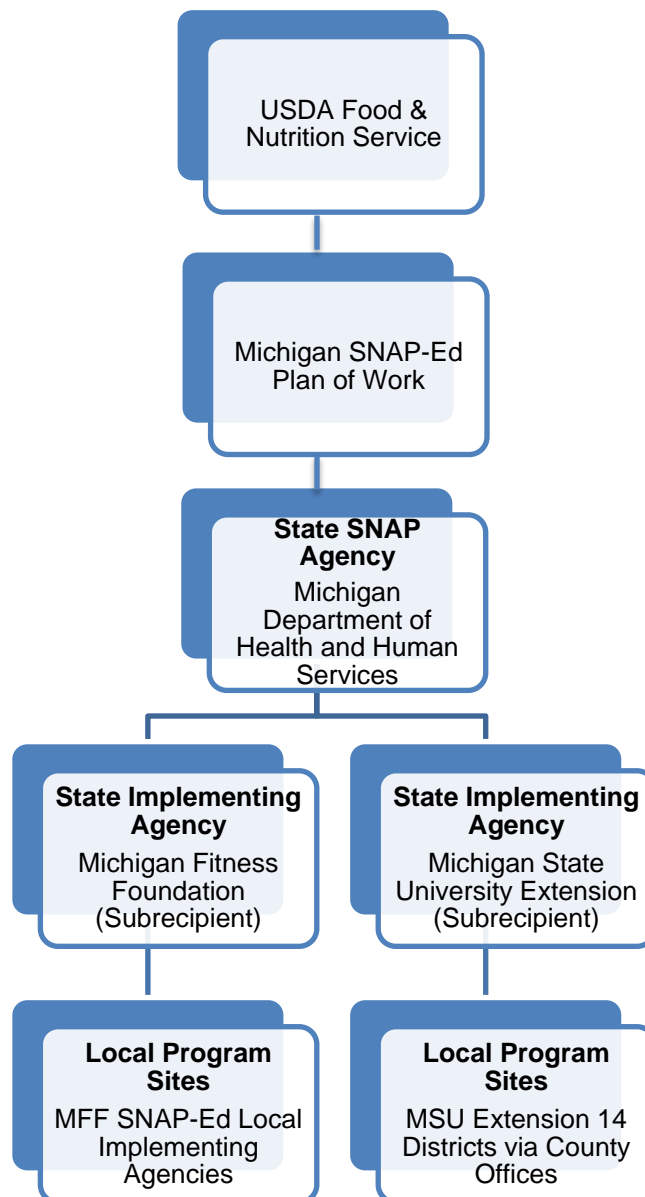 USDA Food &
Nutrition Service
Michigan SNAP-Ed
Plan of Work
State SNAP
Agency
Michigan
Department of
Health and Human
Services
State Implementing
Agency
Michigan Fitness
Foundation
(Subrecipient)
State Implementing
Agency
Michigan State
University Extension
(Subrecipient)
Local Program
Sites
MFF SNAP-Ed Local
Implementing
Agencies
Local Program
Sites
MSU Extension 14
Districts via County
Offices